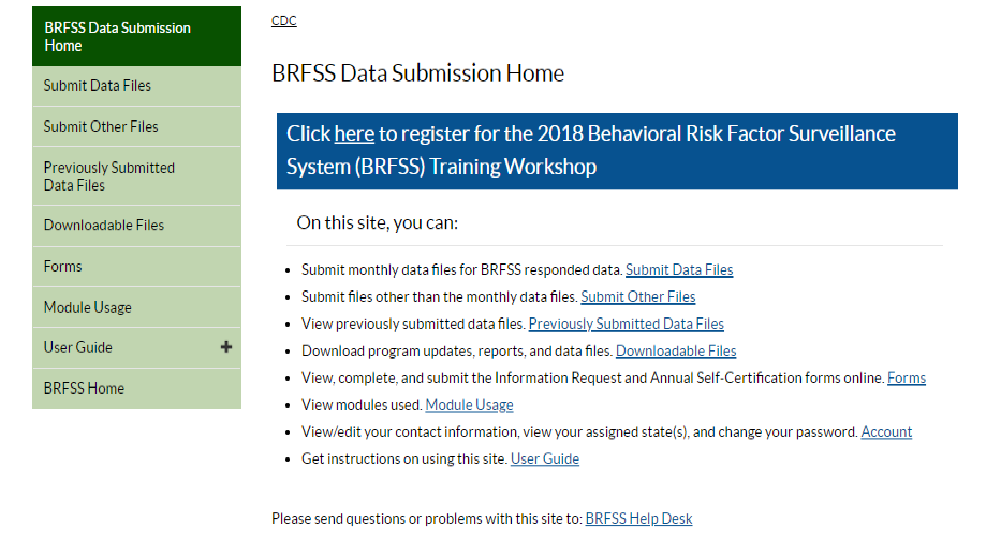 BRFSS Data Submission
Home
Submit Data Files
Submit Other Files
Previously Submitted
Data Files
Downloadable Files
Forms
Module Usage
User Guide +
BRFSS Home
CDC
BRFSS Data Submission Home
Click here to register for the 2018 Behavioral Risk Factor Surveillance
System (BRFSS) Training Workshop
On this site, you can:
• Submit monthly data files for BRFSS responded data. Submit Data Files
• Submit files other than the monthly data files. Submit Other Files
• View previously submitted data files. Previously Submitted Data Files
• Download program updates, reports, and data files. Downloadable Files
• View, complete, and submit the Information Request and Annual Self-Certification forms online. Forms
• View modules used. Module Usage
• View/edit your contact information, view your assigned state(s), and change your password. Account
• Get instructions on using this site. User Guide
Please send questions or problems with this site to: BRFSS Help Desk